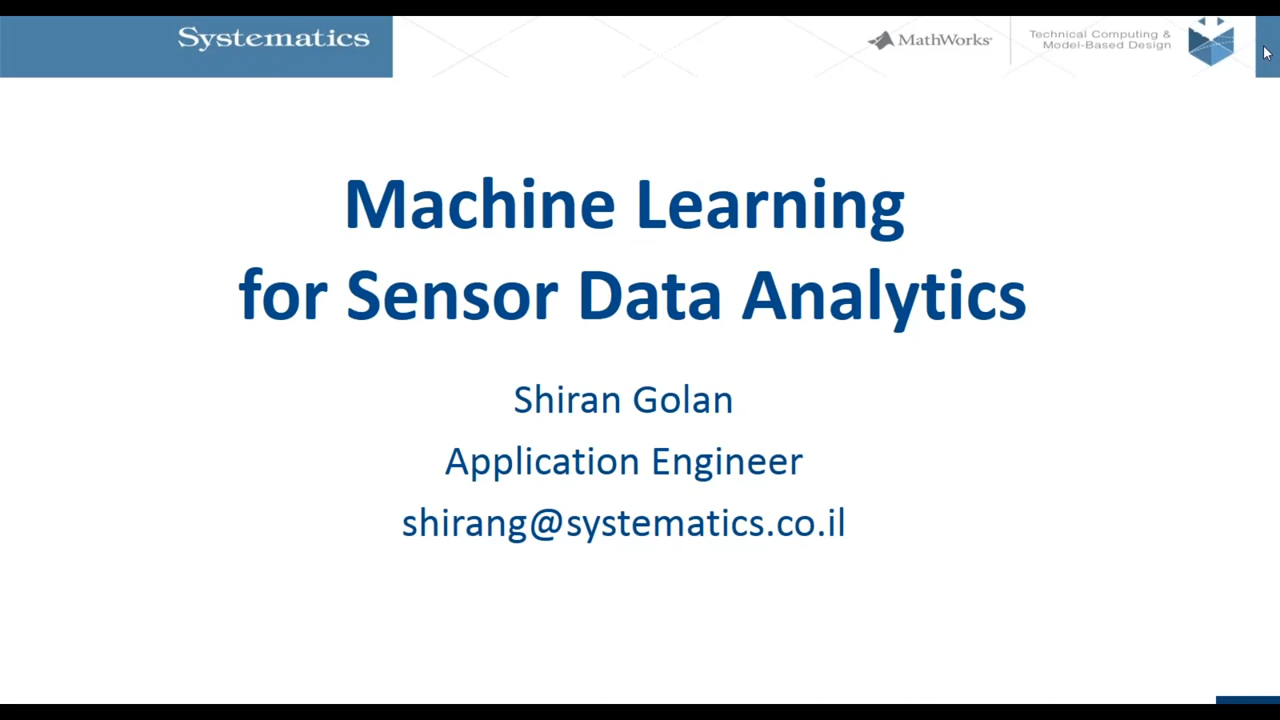 Systematics
MathWorks®
Technical Computing &
Model-Based Design
Machine Learning
for Sensor Data Analytics
Shiran Golan
Application Engineer
shirang@systematics.co.il